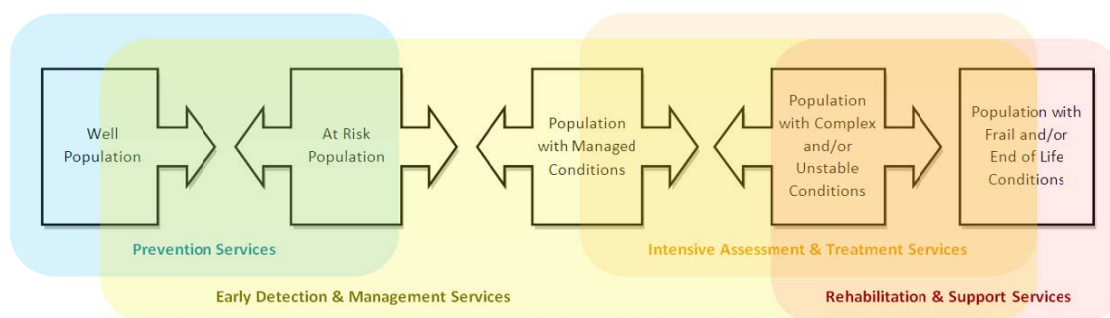 Well
Population
At Risk
Population
Population
with Managed
Conditions
Population
with Complex
and/or
Unstable
Conditions
Population with
Frail and/or
End of Life
Conditions
Prevention Services
Intensive Assessment & Treatment Services
Early Detection & Management Services
Rehabilitation & Support Services